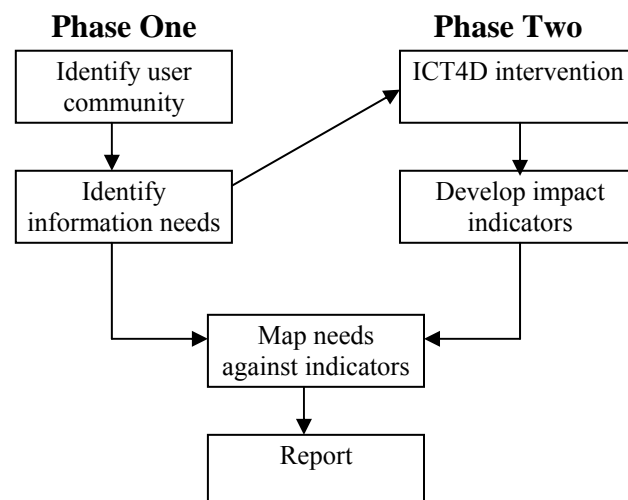 Phase One
Phase Two
Identify user
community
ICT4D intervention
Identify
information needs
Develop impact
indicators
Map needs
against indicators
Report